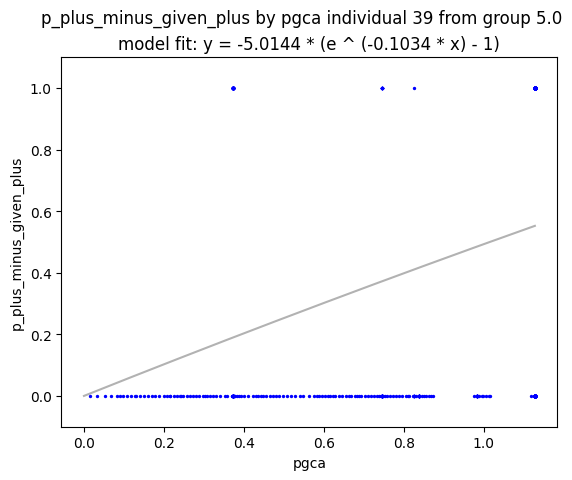 p_plus_minus_given_plus by pgca individual 39 from group 5.0
model fit: y = -5.0144 * (e ^ (-0.1034 * x) - 1)
1.0
0.8
0.6
0.4
0.2
0.0
p_plus_minus_given_plus
0.0 0.2 0.4 0.6 0.8 1.0
pgca